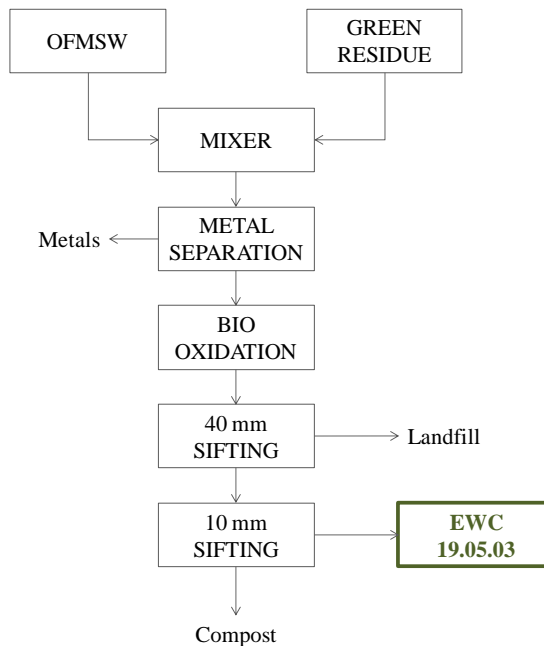 OFMSW
GREEN
RESIDUE
MIXER
METAL
SEPARATION
Metals
BIO
OXIDATION
40 mm
SIFTING
Landfill
10 mm
SIFTING
EWC
19.05.03
Compost